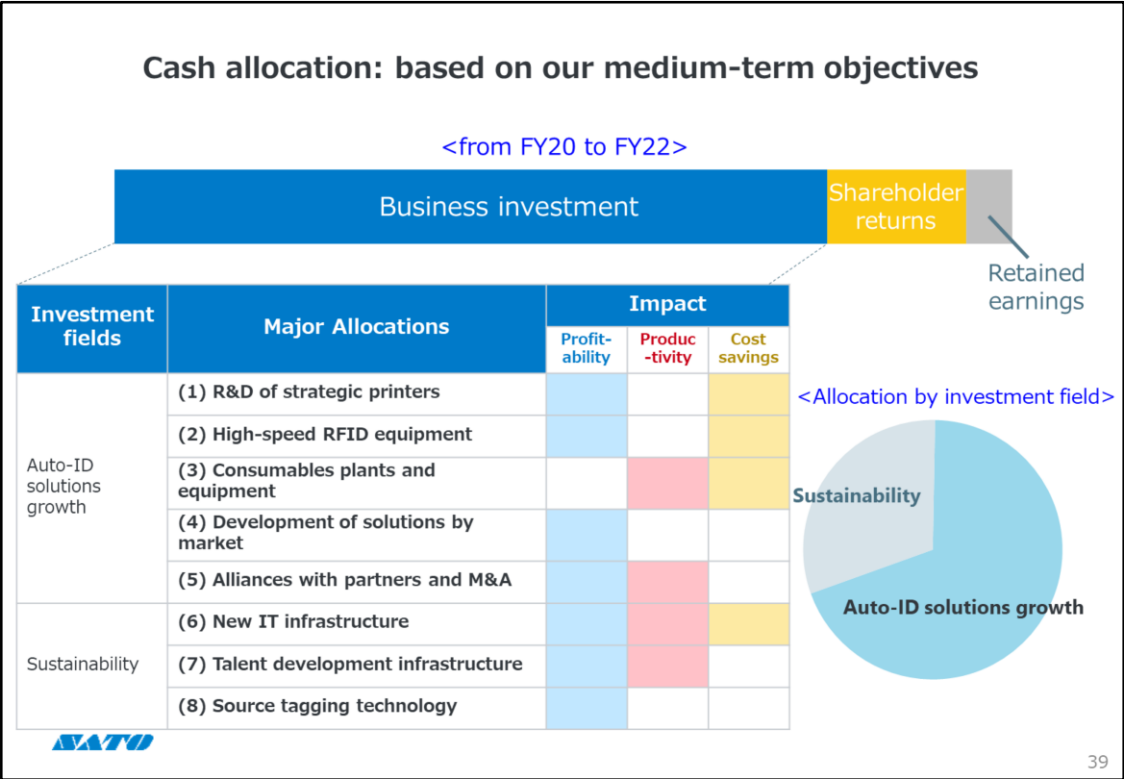 Cash allocation: based on our medium-term objectives
<from FY20 to FY22>
Business investment
Shareholder
returns
Retained
earnings
Investment
fields
Major Allocations
Impact
Profit-
ability
Produc
-tivity
Cost
savings
Auto-ID
solutions
growth
(1) R&D of strategic printers
(2) High-speed RFID equipment
(3) Consumables plants and
equipment
(4) Development of solutions by
market
(5) Alliances with partners and M&A
Sustainability
(6) New IT infrastructure
(7) Talent development infrastructure
(8) Source tagging technology
<Allocation by investment field>
Sustainability
Auto-ID solutions growth
SATO
39